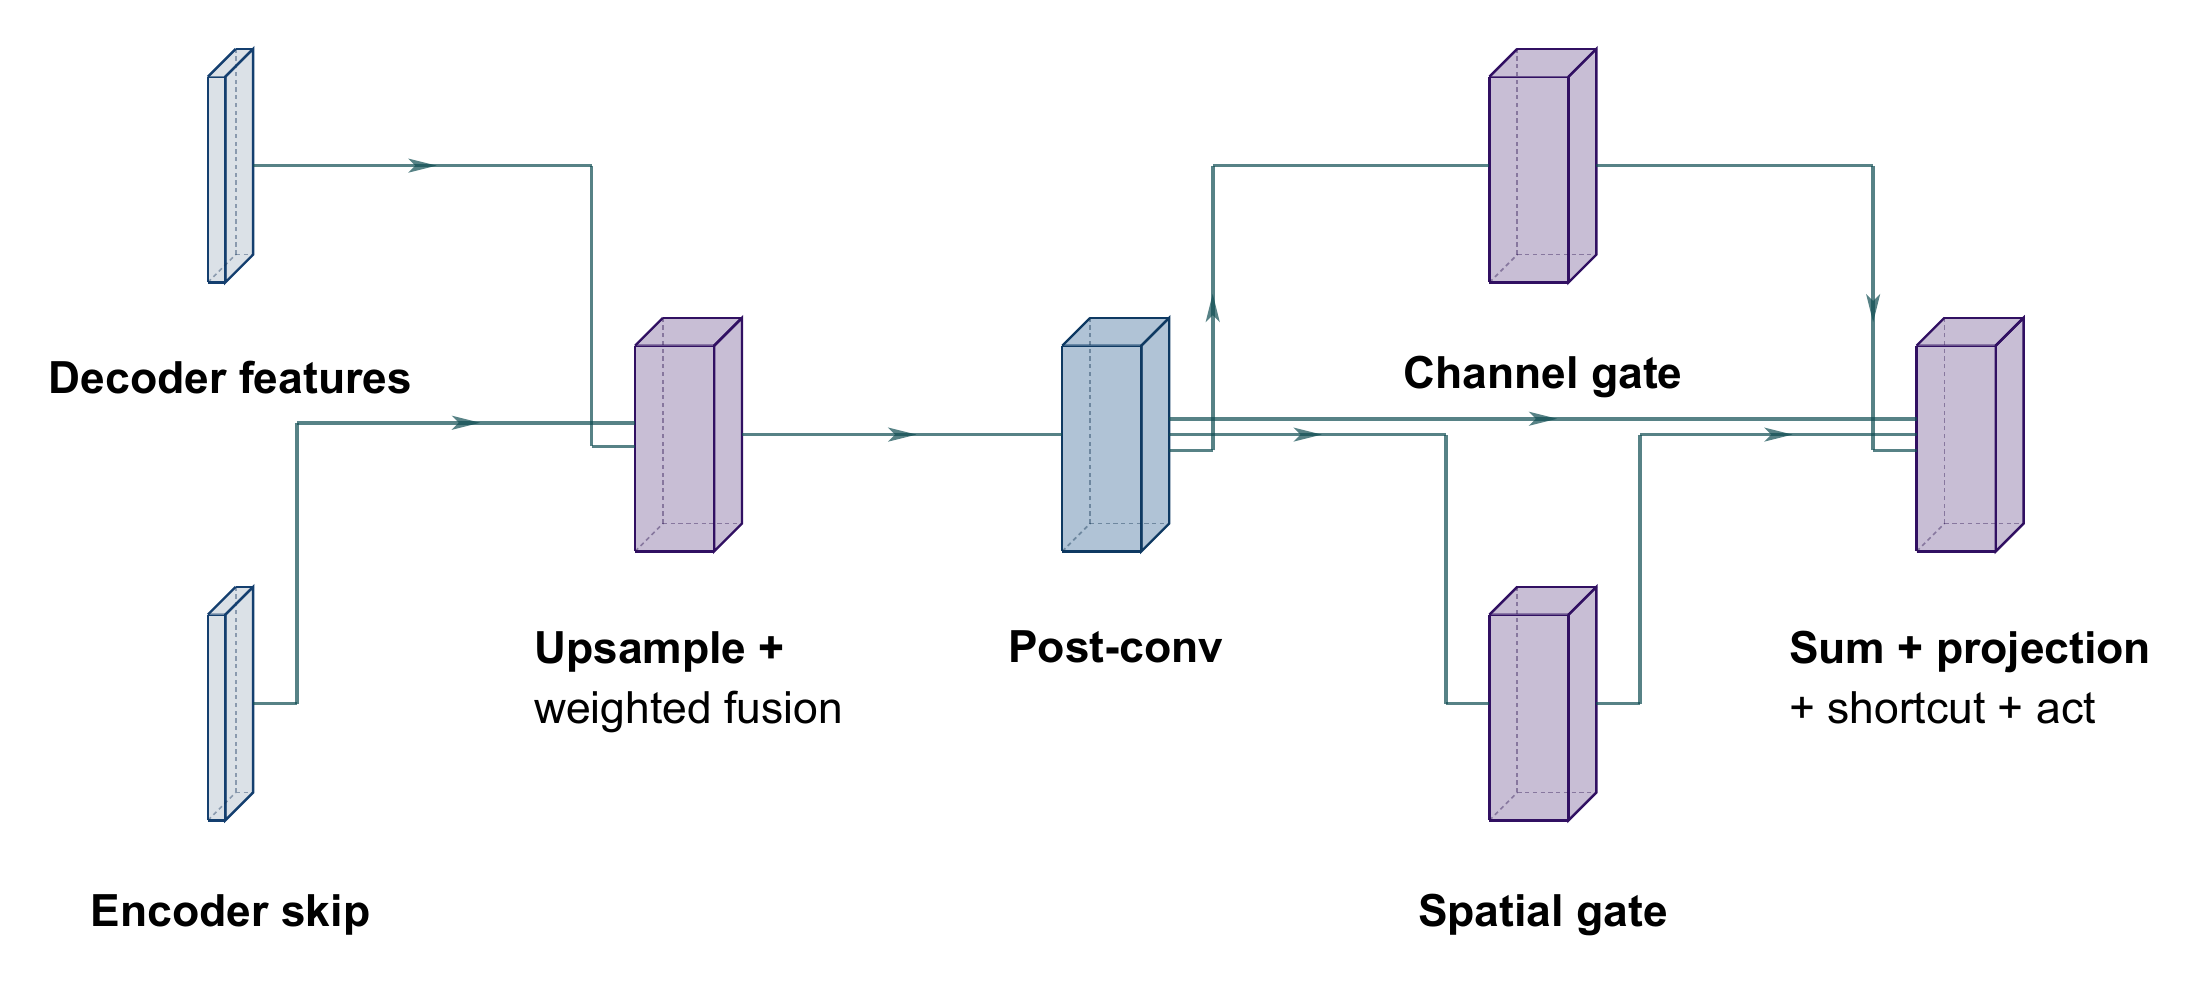 Decoder features
Channel gate
Upsample +
weighted fusion
Post-conv
Sum + projection
+ shortcut + act
Encoder skip
Spatial gate